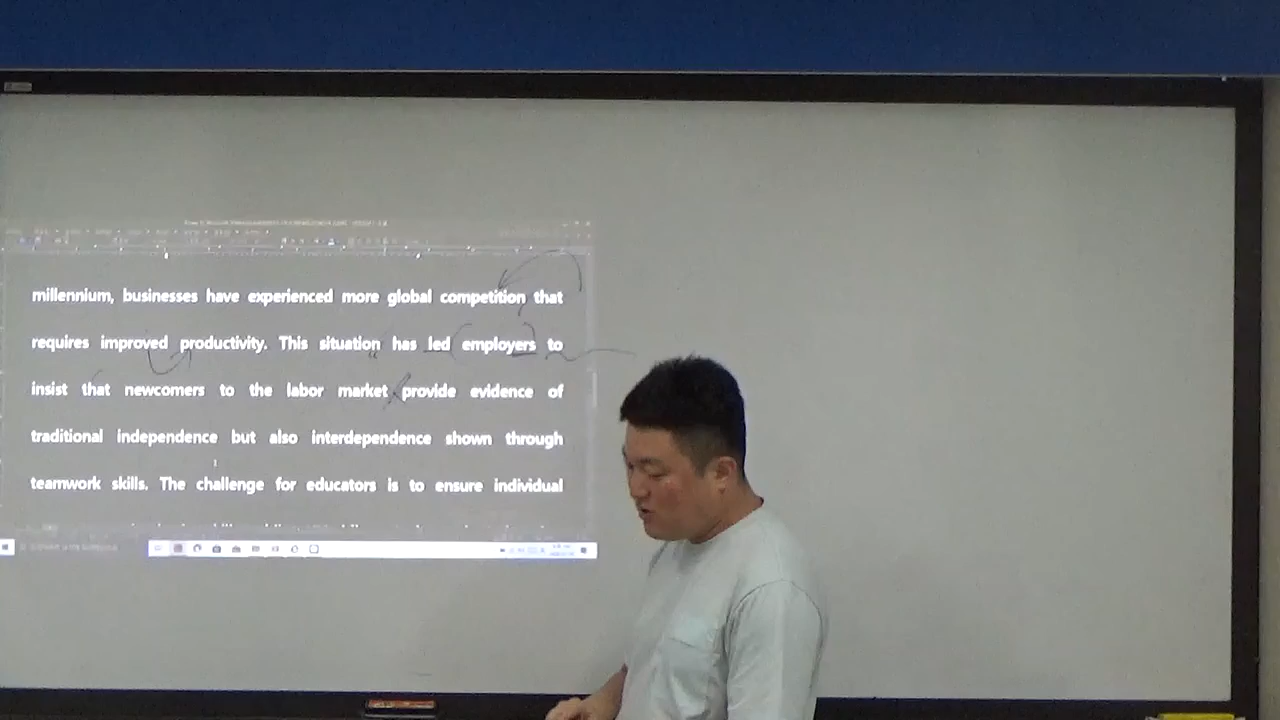 millennium, businesses have experienced more global competition that
requires improved productivity. This situation has led employers to
insist that newcomers to the labor market provide evidence of
traditional independence but also interdependence shown through
teamwork skills. The challenge for educators is to ensure individual